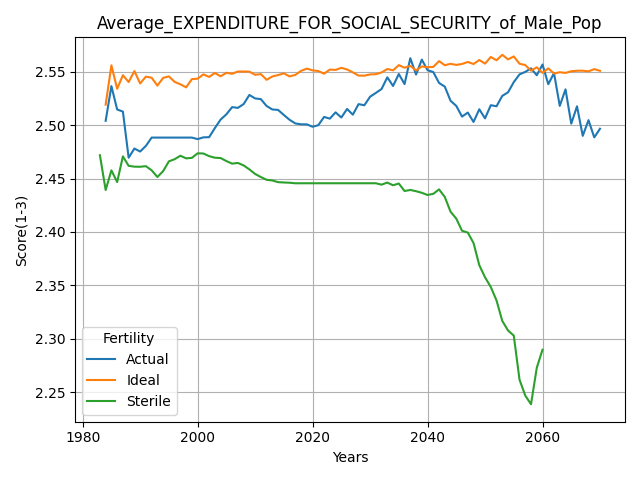 Average_EXPENDITURE_FOR_SOCIAL_SECURITY_of_Male_Pop
Score(1-3)
2.55
2.50
2.45
2.40
2.35
2.30
2.25
Fertility
Actual
Ideal
Sterile
1980
2000
2020
2040
2060
Years